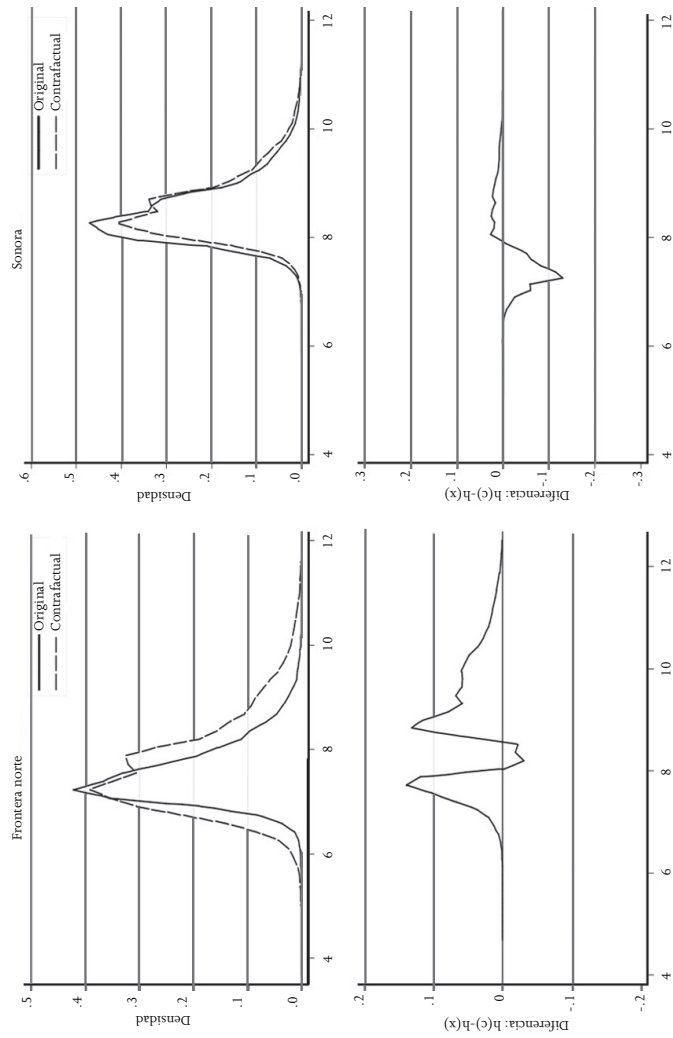 Frontera norte
Original
Contrafactual
.5
.4
.3
.2
.1
.0
Densidad
4 6 8 10 12
Sonora
Original
Contrafactual
.6
.5
.4
.3
.2
.1
.0
Densidad
4 6 8 10 12
.2
.1
0
-.1
-.2
Diferencia: h(c)-h(x)
4 6 8 10 12
.3
.2
.1
0
-.1
-.2
-.3
Diferencia: h(c)-h(x)
4 6 8 10 12